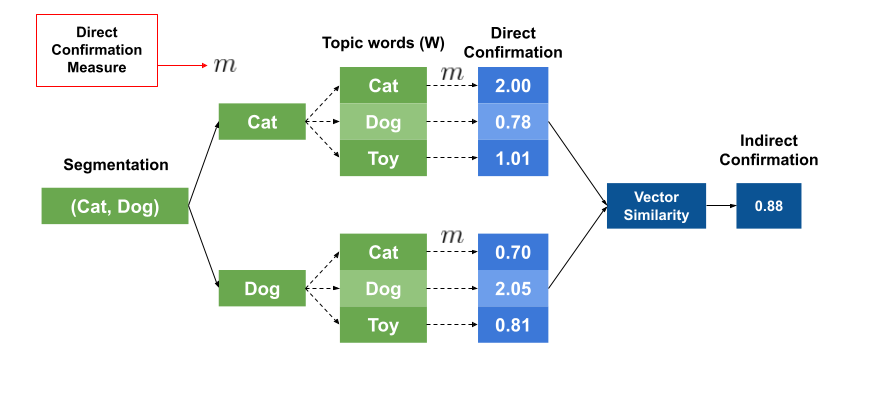 Direct
Confirmation
Measure
m
Topic words (W)
Direct
Confirmation
Segmentation
(Cat, Dog)
Cat
Cat
Dog
Toy
m
2.00
0.78
1.01
Dog
Cat
Dog
Toy
m
0.70
2.05
0.81
Vector
Similarity
Indirect
Confirmation
0.88